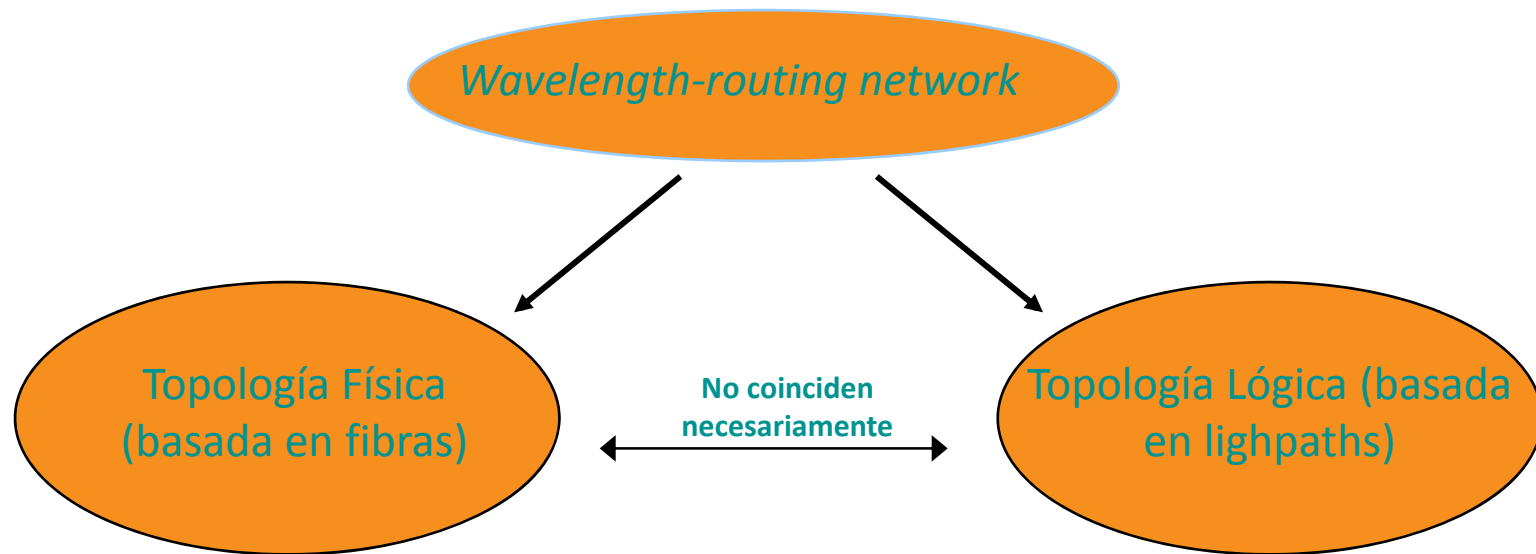 Wavelength-routing network
Topología Física
(basada en fibras)
No coinciden
necesariamente
Topología Lógica (basada
en lighpaths)